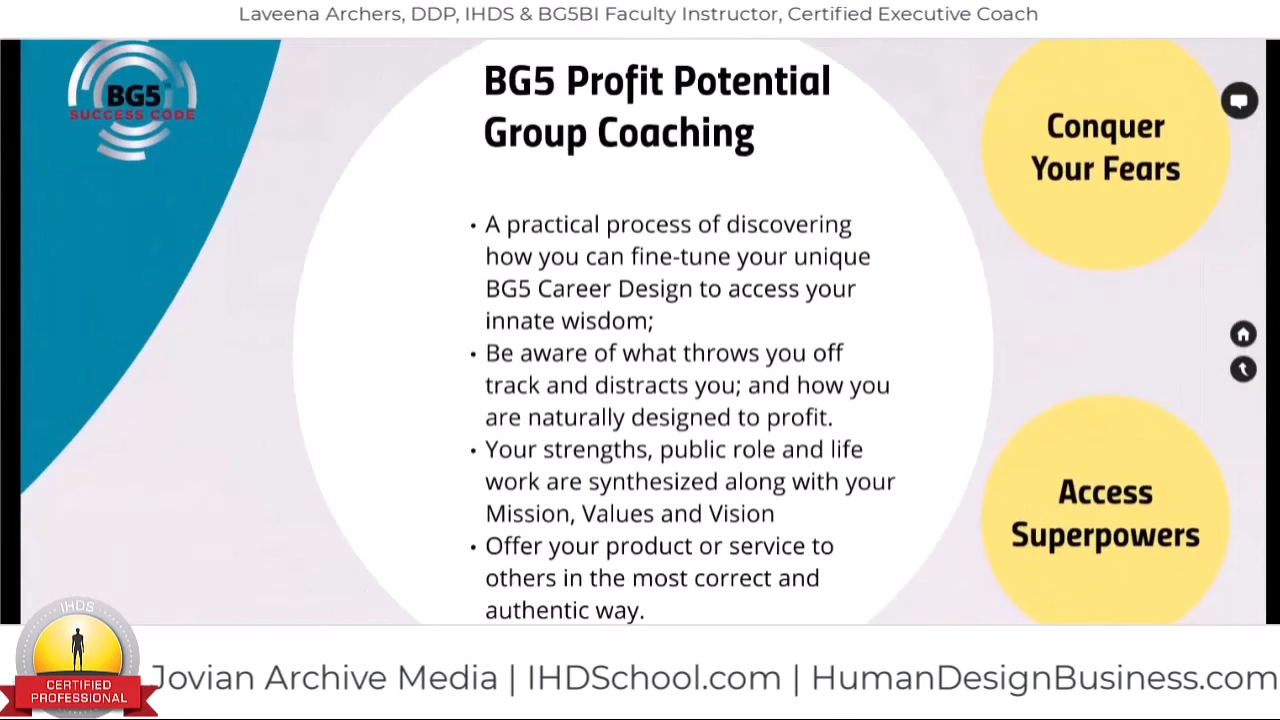 Laveena Archers, DDP, IHDS & BG5BI Faculty Instructor, Certified Executive Coach
BG5
SUCCESS CODE
BG5 Profit Potential
Group Coaching
• A practical process of discovering
how you can fine-tune your unique
BG5 Career Design to access your
innate wisdom;
• Be aware of what throws you off
track and distracts you; and how you
are naturally designed to profit.
• Your strengths, public role and life
work are synthesized along with your
Mission, Values and Vision
• Offer your product or service to
others in the most correct and
authentic way.
Conquer
Your Fears
Access
Superpowers
IHDS
CERTIFIED
PROFESSIONAL
Jovian Archive Media | IHDSchool.com | HumanDesignBusiness.com